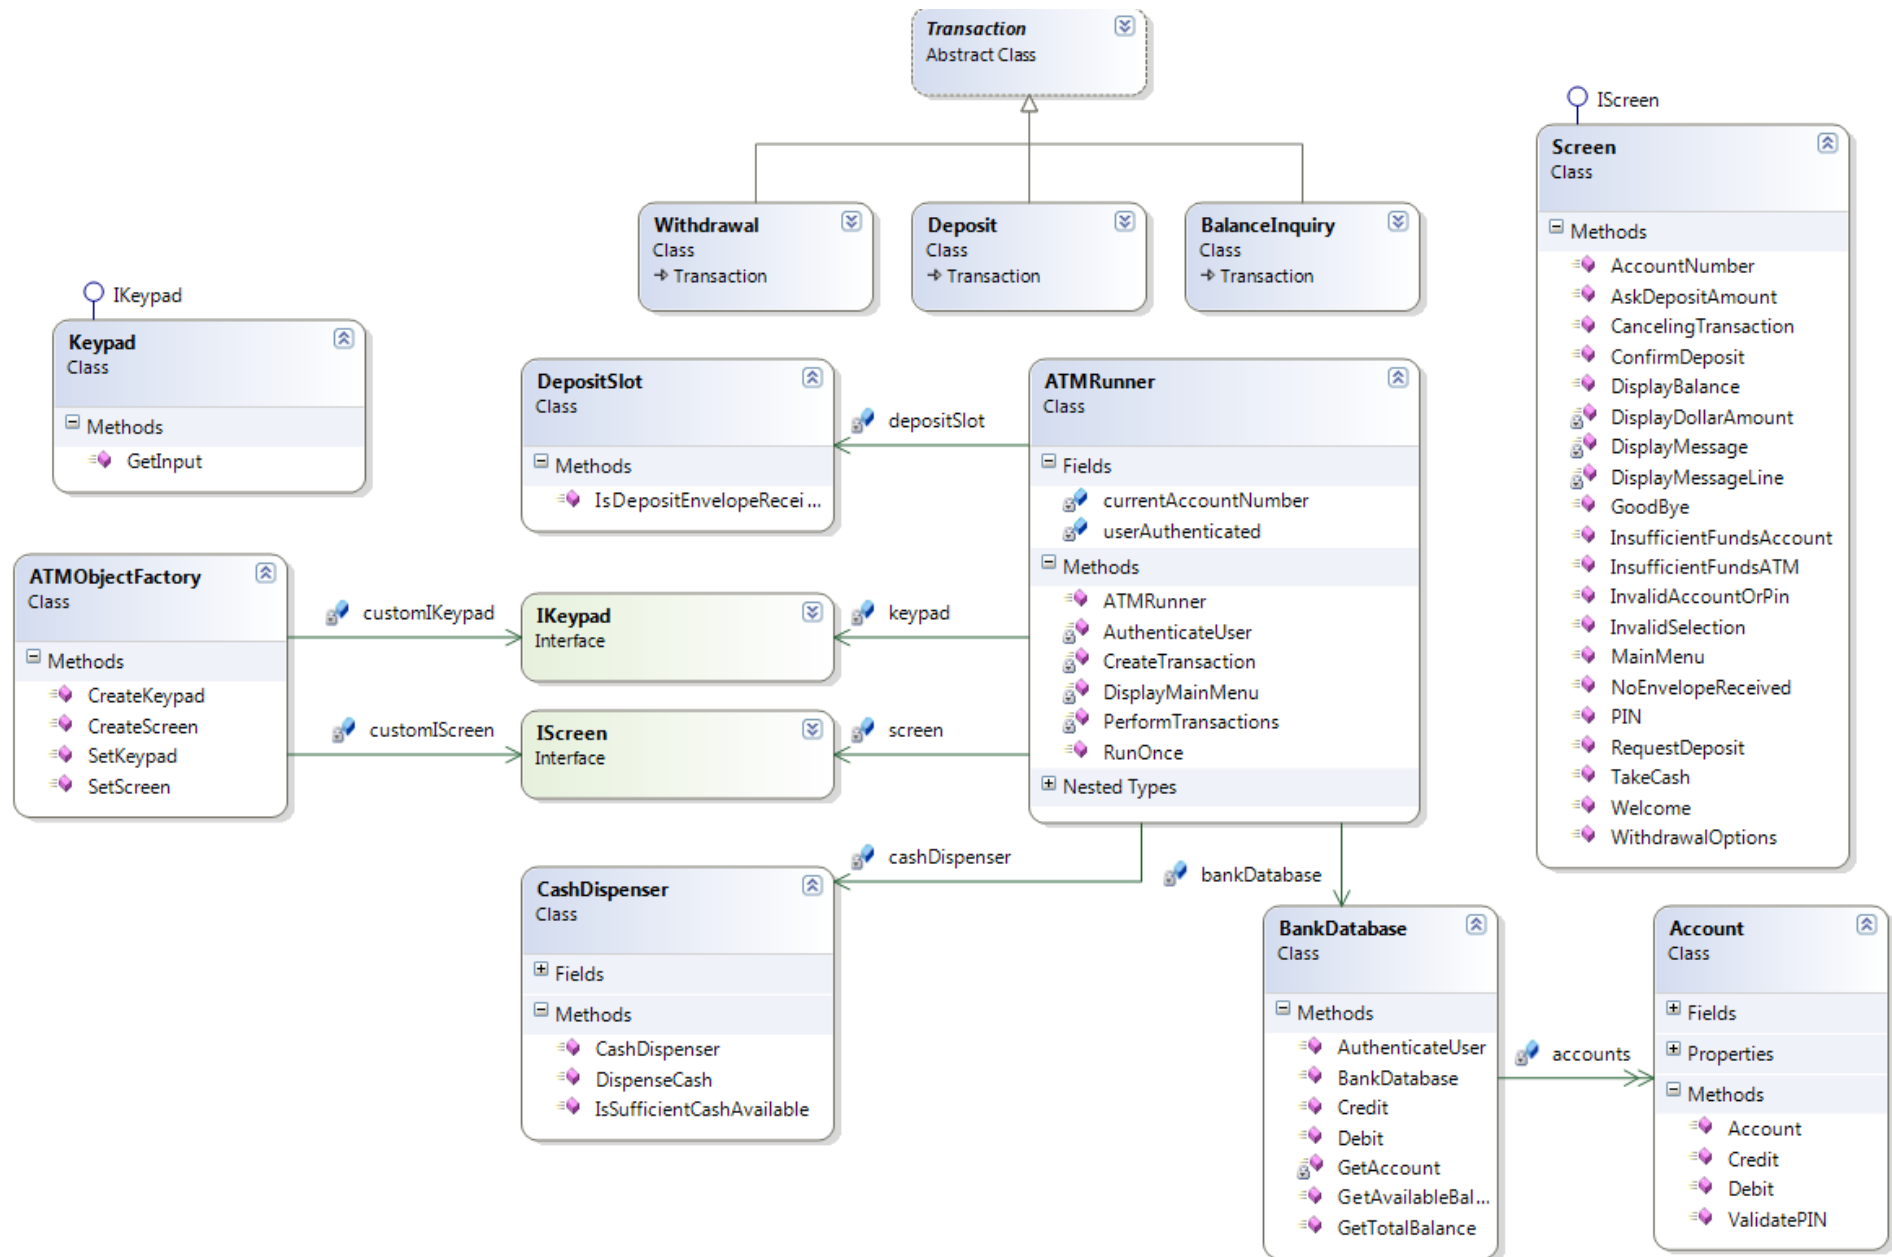 Transaction
Abstract Class
IScreen
Screen
Class
Methods
AccountNumber
AskDepositAmount
CancelingTransaction
ConfirmDeposit
DisplayBalance
DisplayDollarAmount
DisplayMessage
DisplayMessageLine
GoodBye
InsufficientFundsAccount
InsufficientFundsATM
InvalidAccountOrPin
InvalidSelection
MainMenu
NoEnvelopeReceived
PIN
RequestDeposit
TakeCash
Welcome
WithdrawalOptions
Withdrawal
Class
Transaction
Deposit
Class
Transaction
BalanceInquiry
Class
Transaction
IKeypad
Keypad
Class
Methods
GetInput
DepositSlot
Class
Methods
IsDepositEnvelopeRecei...
depositSlot
ATMRunner
Class
Fields
currentAccountNumber
userAuthenticated
Methods
ATMRunner
AuthenticateUser
CreateTransaction
DisplayMainMenu
PerformTransactions
RunOnce
Nested Types
ATMObjectFactory
Class
Methods
CreateKeypad
CreateScreen
SetKeypad
SetScreen
customIKeypad
IKeypad
Interface
keypad
customIScreen
IScreen
Interface
screen
cashDispenser
bankDatabase
CashDispenser
Class
Fields
Methods
CashDispenser
DispenseCash
IsSufficientCashAvailable
BankDatabase
Class
Methods
AuthenticateUser
BankDatabase
Credit
Debit
GetAccount
GetAvailableBal...
GetTotalBalance
accounts
Account
Class
Fields
Properties
Methods
Account
Credit
Debit
ValidatePIN